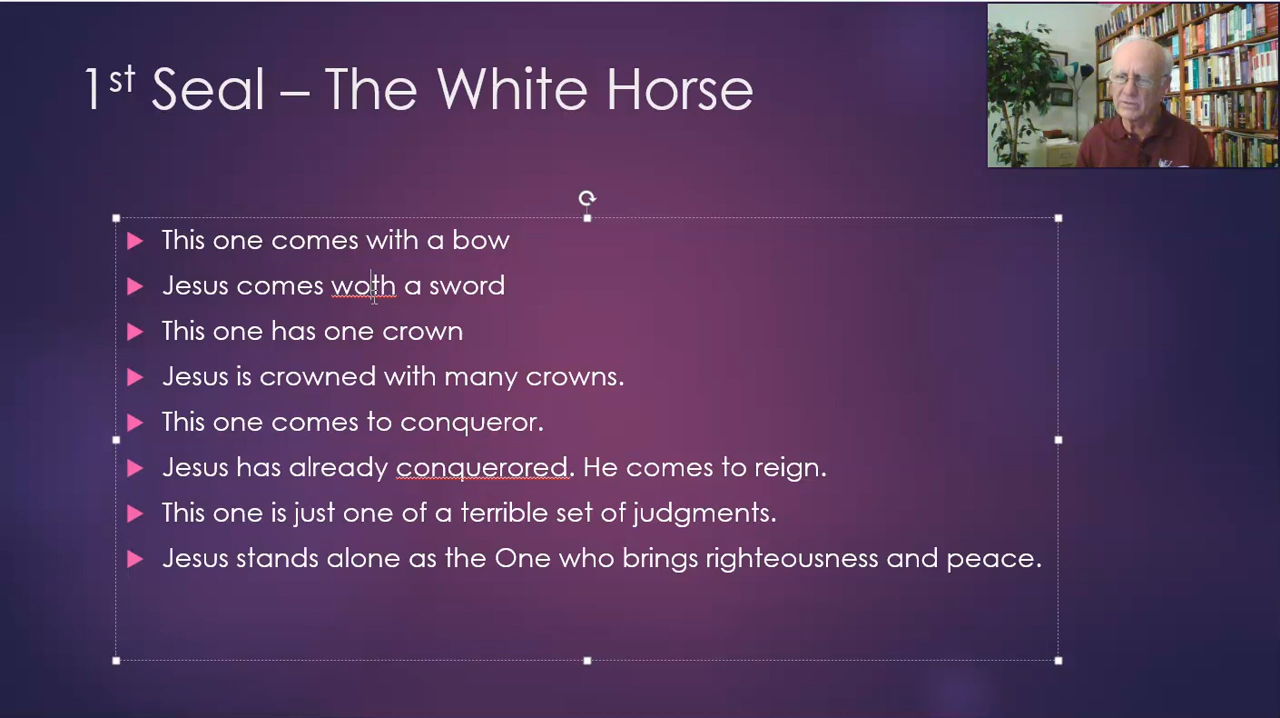 1st Seal – The White Horse
This one comes with a bow
Jesus comes woth a sword
This one has one crown
Jesus is crowned with many crowns.
This one comes to conqueror.
Jesus has already conquerored. He comes to reign.
This one is just one of a terrible set of judgments.
Jesus stands alone as the One who brings righteousness and peace.